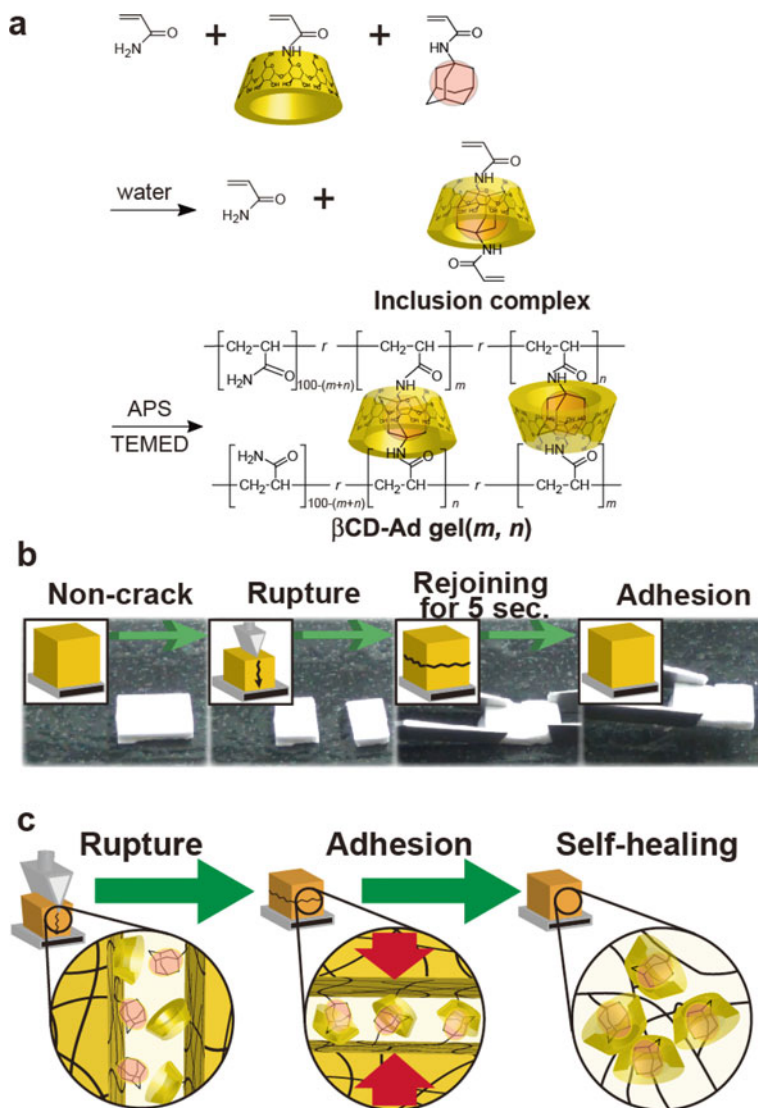 a
O
H₂N
+
O
NH
+
O
HN
water
H₂N
O
+
O
NH
NH
O
Inclusion complex
CH₂-CH
r
CH₂-CH
r
CH₂-CH
H₂N
O
100-(m+n)
HN
O
m
O
NH
n
APS
TEMED
H₂N
O
NH
O
HN
O
CH₂-CH
100-(m+n)
r
CH₂-CH
n
r
CH₂-CH
m
βCD-Ad gel(m, n)
b
Non-crack
Rupture
Rejoining
for 5 sec.
Adhesion
c
Rupture
Adhesion
Self-healing